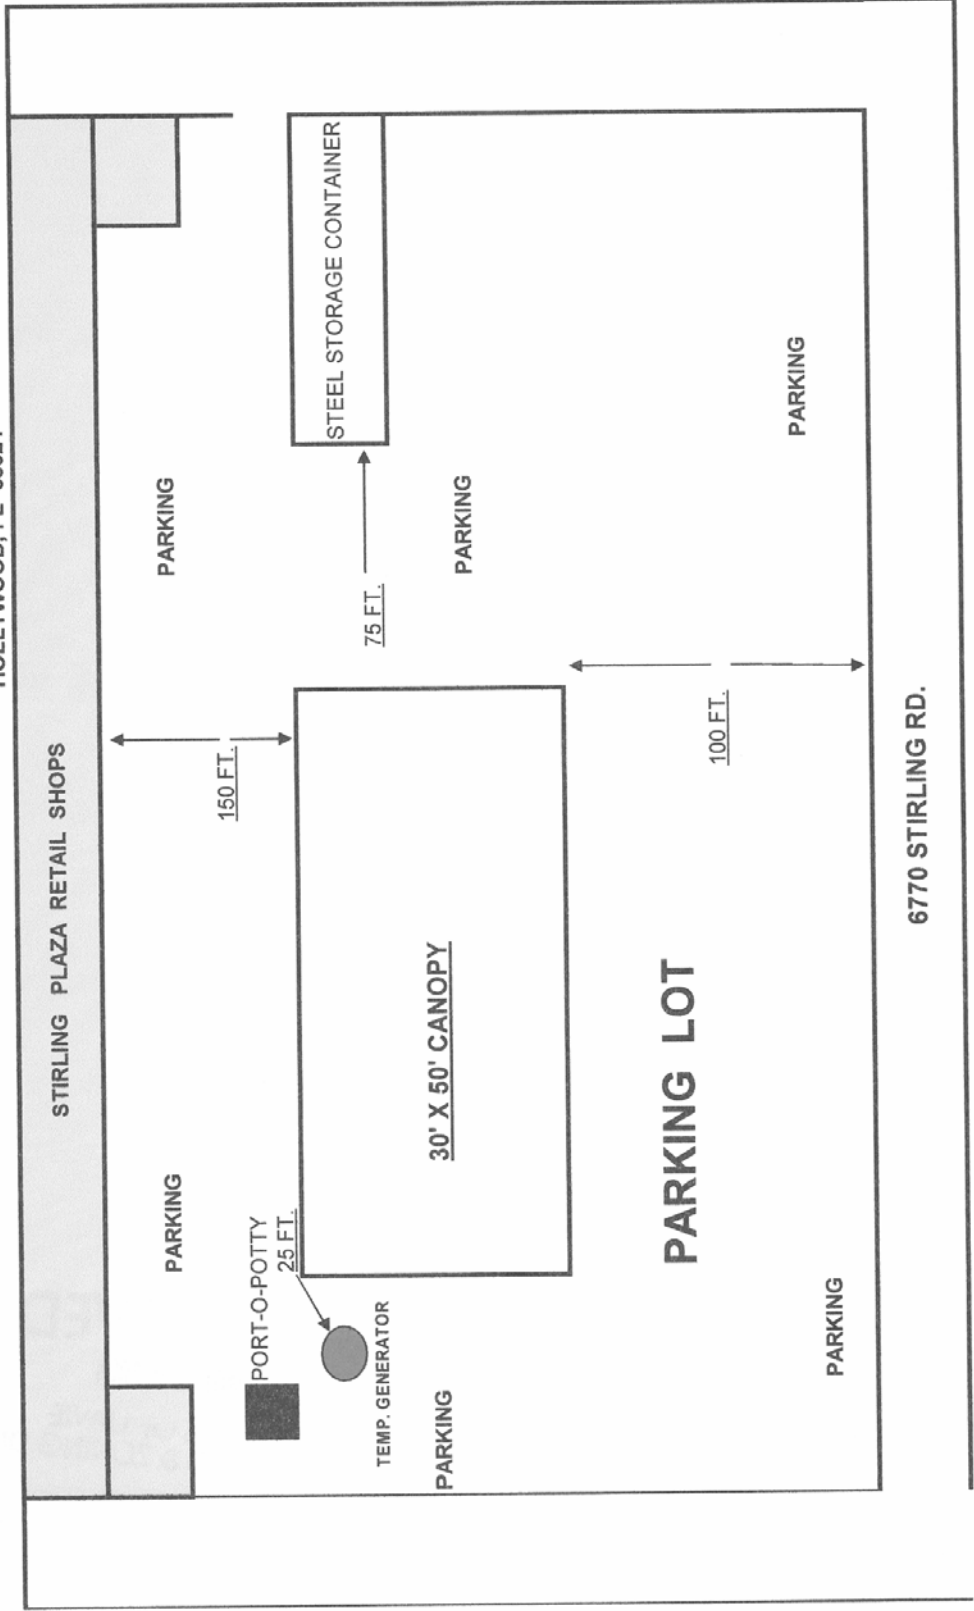 STIRLING PLAZA RETAIL SHOPS
PARKING
PARKING
150 FT.
PORT-O-POTTY
25 FT.
STEEL STORAGE CONTAINER
75 FT.
TEMP. GENERATOR
30' X 50' CANOPY
PARKING
PARKING
PARKING LOT
100 FT.
PARKING
PARKING
6770 STIRLING RD.